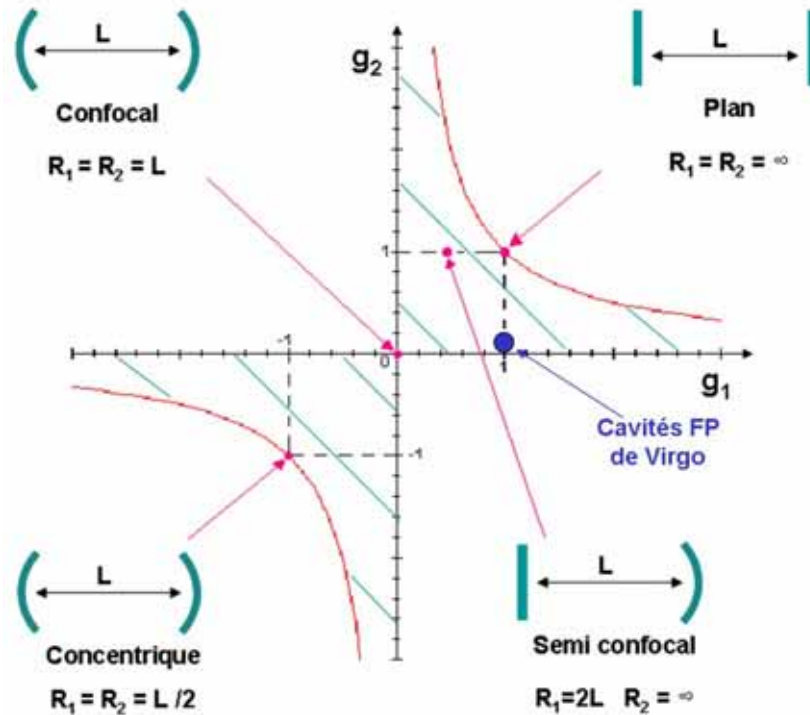 L
Confocal
R₁ = R₂ = L
g₂
L
Plan
R₁ = R₂ = ∞
1
-1
0
1
g₁
-1
Cavités FP
de Virgo
L
Concentrique
R₁ = R₂ = L /2
L
Semi confocal
R₁=2L R₂ = ∞